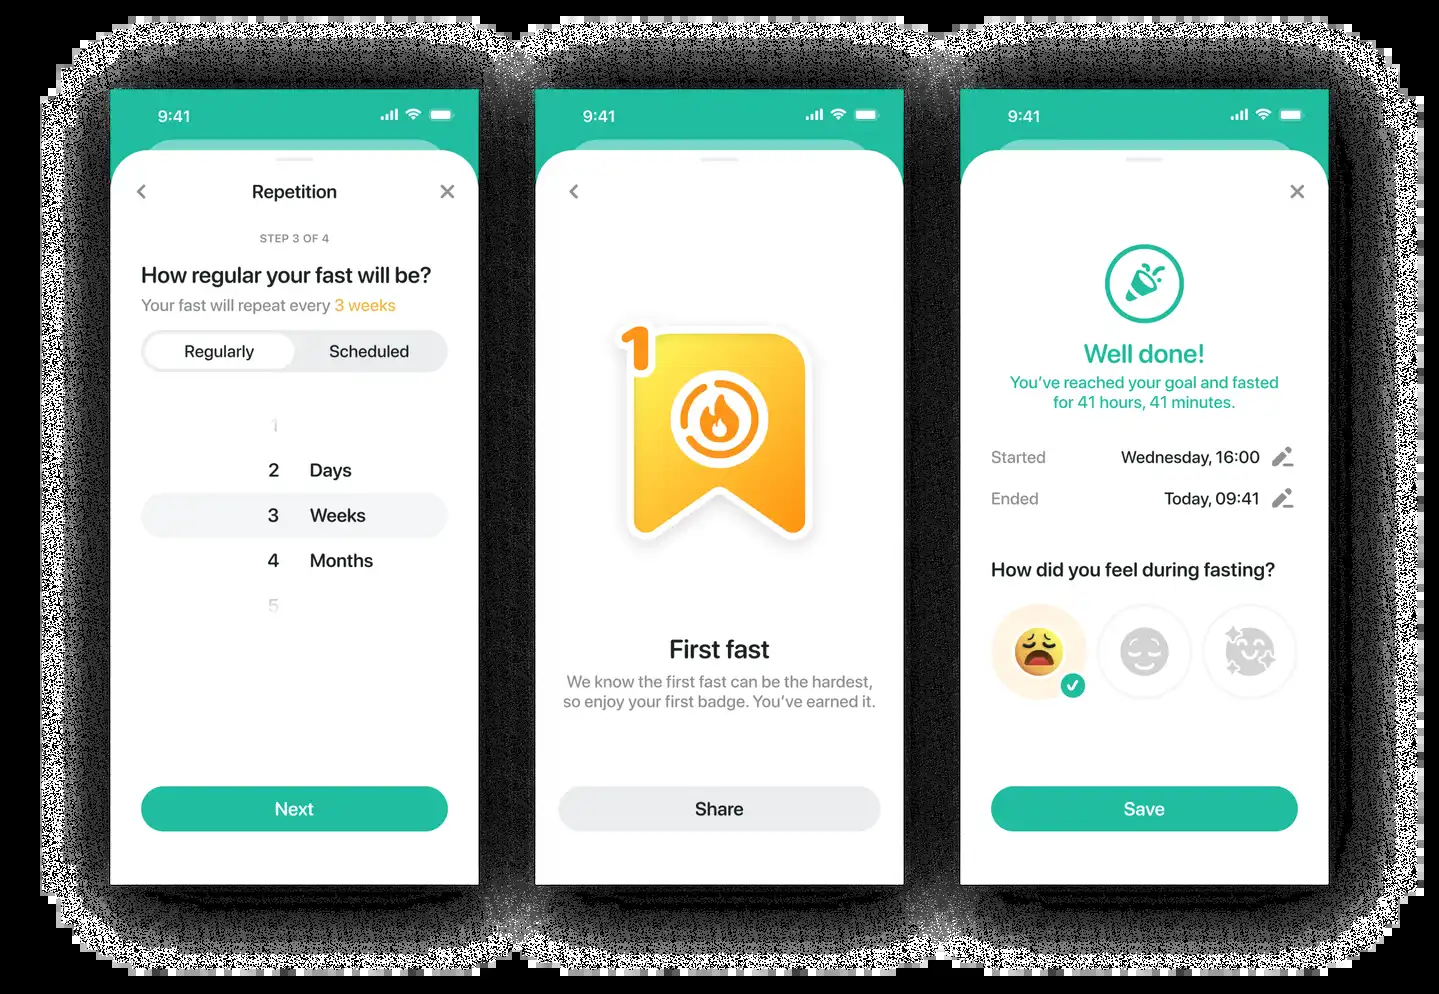 9:41
Repetition
STEP 3 OF 4
How regular your fast will be?
Your fast will repeat every 3 weeks
Regularly Scheduled
1
2 Days
3 Weeks
4 Months
5
Next
9:41
1
First fast
We know the first fast can be the hardest,
so enjoy your first badge. You've earned it.
Share
9:41
Well done!
You've reached your goal and fasted
for 41 hours, 41 minutes.
Started Wednesday, 16:00
Ended Today, 09:41
How did you feel during fasting?
Save